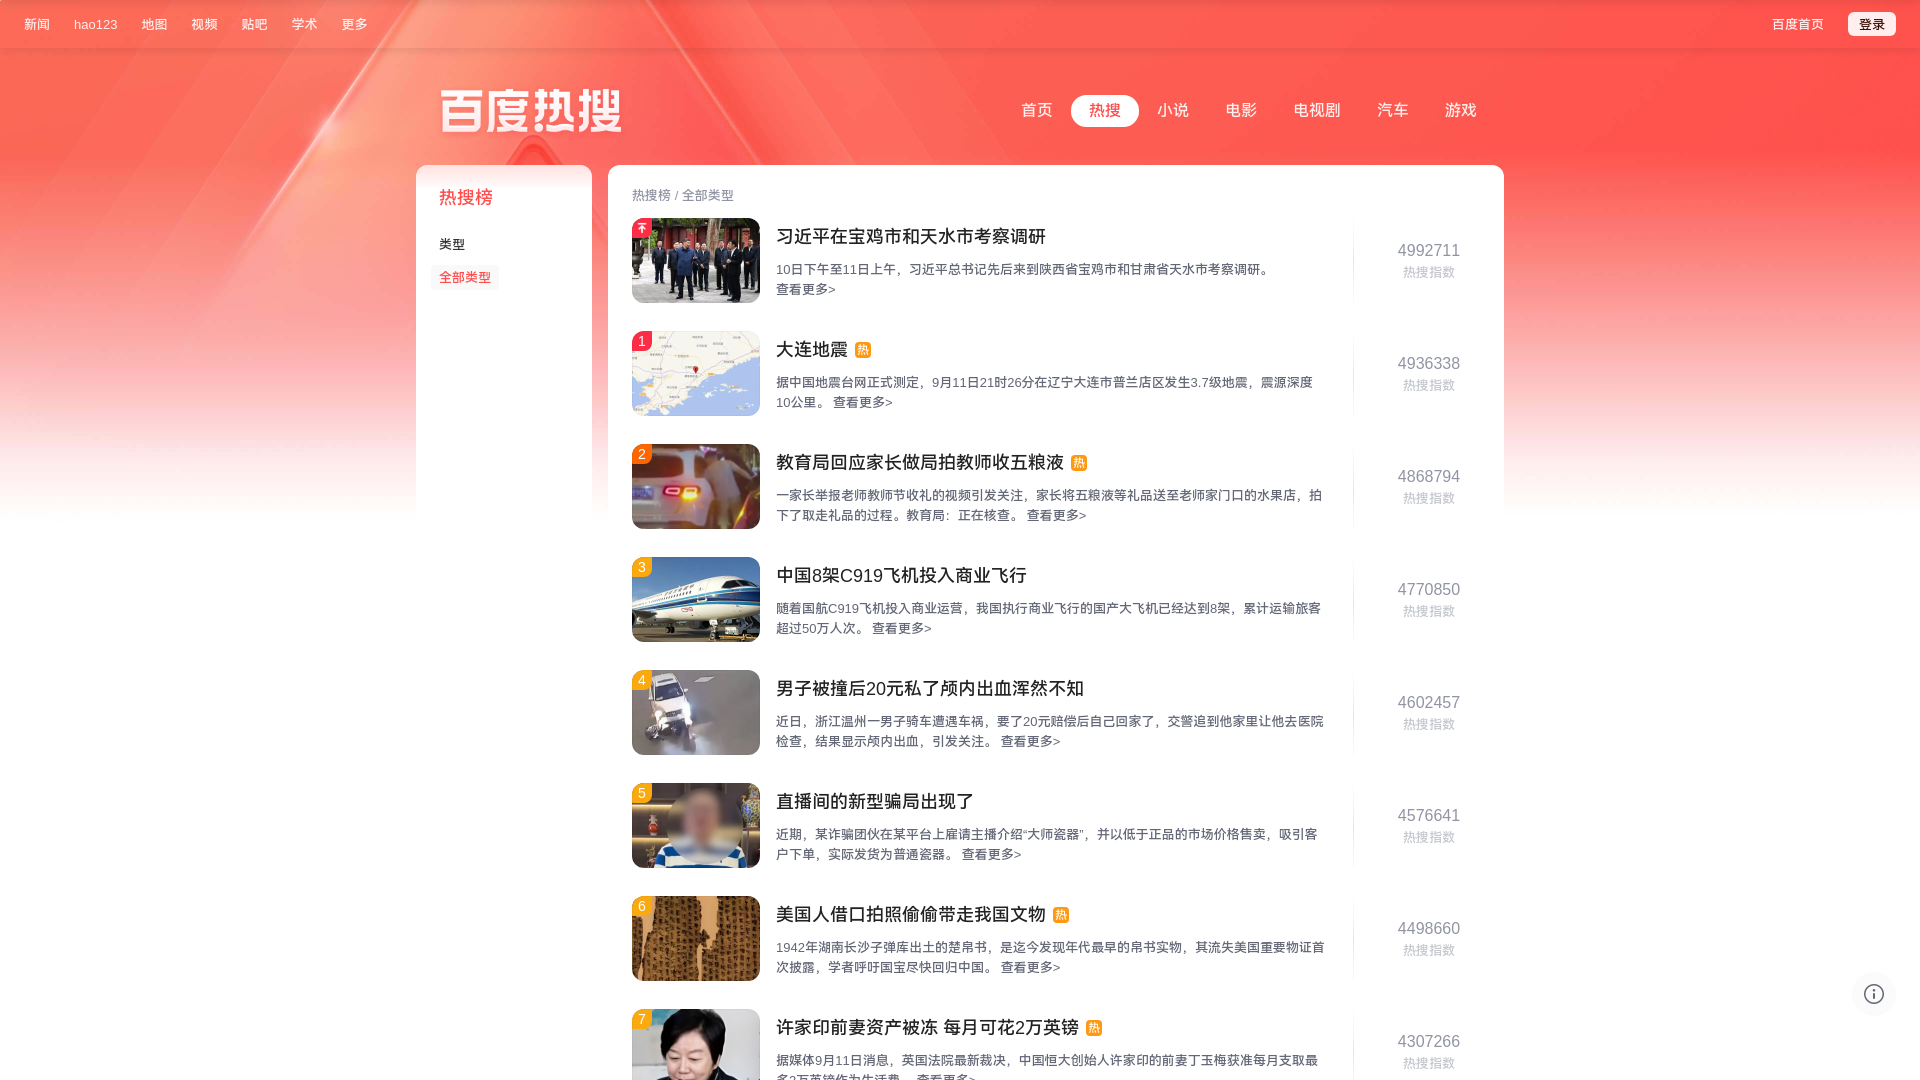 新闻
hao123
地图
视频
贴吧
学术
更多
百度首页
登录
百度热搜
首页
热搜
小说
电影
电视剧
汽车
游戏
热搜榜
类型
全部类型
热搜榜 / 全部类型
习近平在宝鸡市和天水市考察调研
10日下午至11日上午，习近平总书记先后来到陕西省宝鸡市和甘肃省天水市考察调研。
查看更多>
4992711
热搜指数
1
大连地震 热
据中国地震台网正式测定，9月11日21时26分在辽宁大连市普兰店区发生3.7级地震，震源深度
10公里。 查看更多>
4936338
热搜指数
2
教育局回应家长做局拍教师收五粮液 热
一家长举报老师教师节收礼的视频引发关注，家长将五粮液等礼品送至老师家门口的水果店，拍
下了取走礼品的过程。教育局：正在核查。 查看更多>
4868794
热搜指数
3
中国8架C919飞机投入商业飞行
随着国航C919飞机投入商业运营，我国执行商业飞行的国产大飞机已经达到8架，累计运输旅客
超过50万人次。 查看更多>
4770850
热搜指数
4
男子被撞后20元私了颅内出血浑然不知
近日，浙江温州一男子骑车遭遇车祸，要了20元赔偿后自己回家了，交警追到他家里让他去医院
检查，结果显示颅内出血，引发关注。 查看更多>
4602457
热搜指数
5
直播间的新型骗局出现了
近期，某诈骗团伙在某平台上雇请主播介绍“大师瓷器”，并以低于正品的市场价格售卖，吸引客
户下单，实际发货为普通瓷器。 查看更多>
4576641
热搜指数
6
美国人借口拍照偷偷带走我国文物 热
1942年湖南长沙子弹库出土的楚帛书，是迄今发现年代最早的帛书实物，其流失美国重要物证首
次披露，学者呼吁国宝尽快回归中国。 查看更多>
4498660
热搜指数
7
许家印前妻资产被冻 每月可花2万英镑 热
据媒体9月11日消息，英国法院最新裁决，中国恒大创始人许家印的前妻丁玉梅获准每月支取最
多2万英镑作为生活费。 查看更多>
4307266
热搜指数